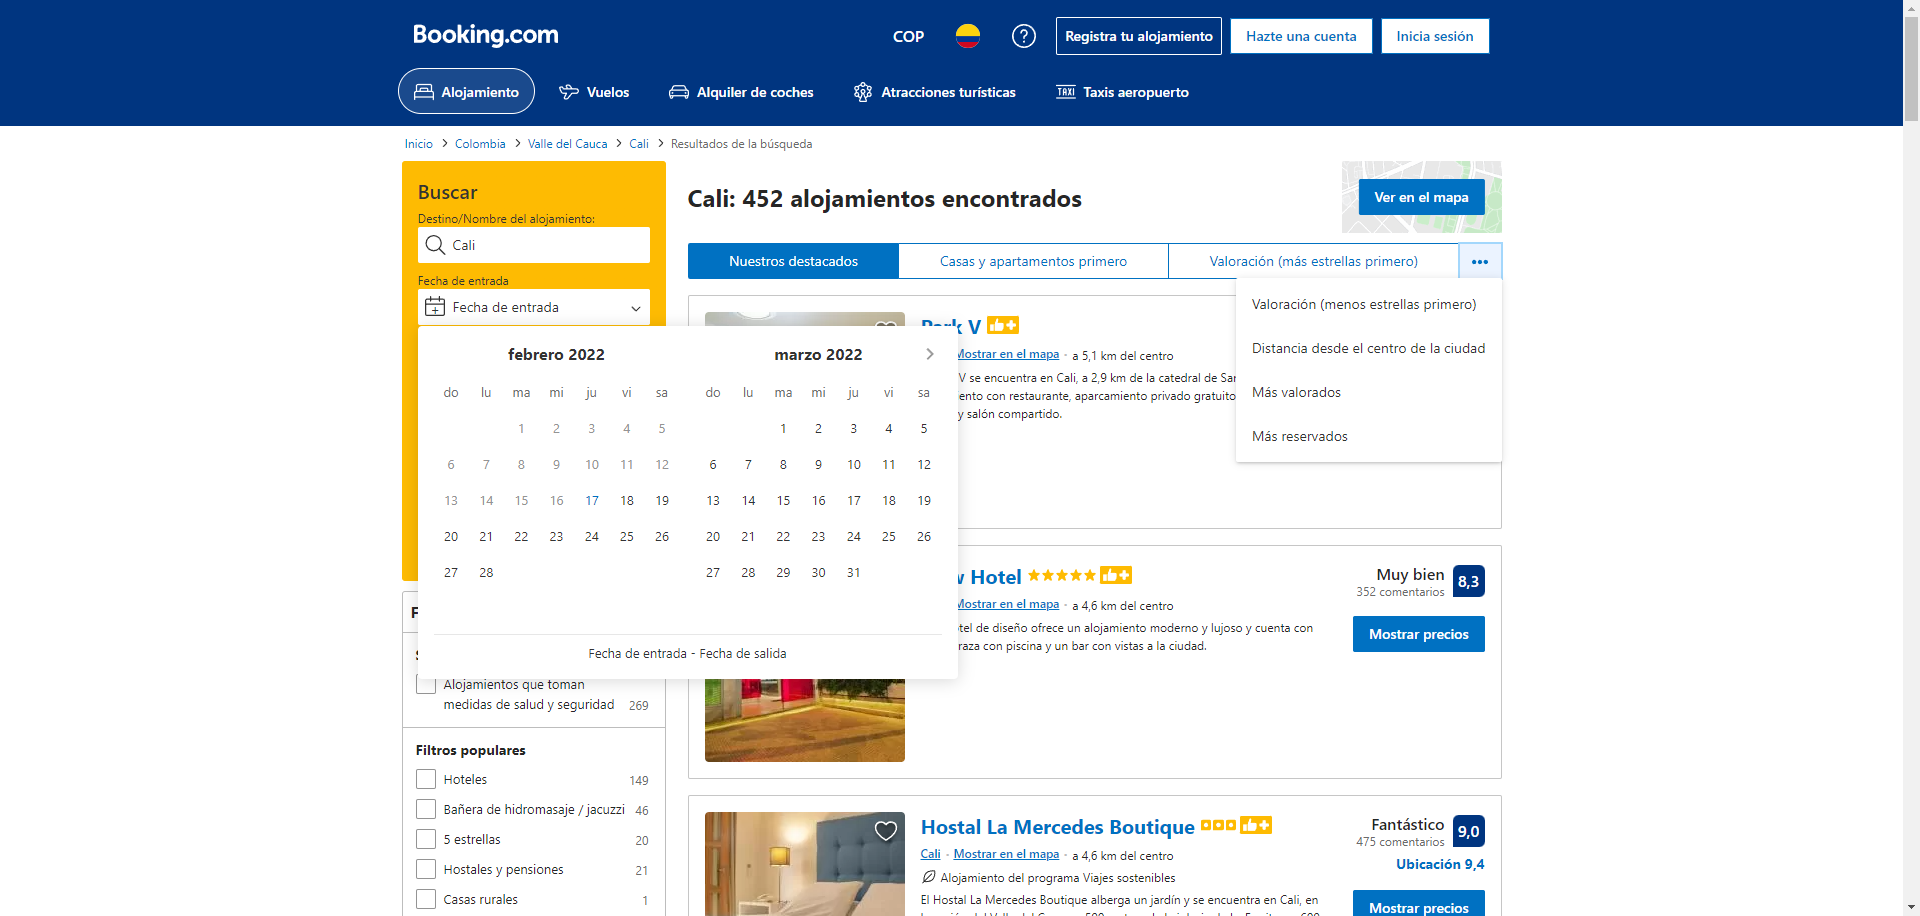 Booking.com
COP
Registra tu alojamiento
Hazte una cuenta
Inicia sesión
Alojamiento
Vuelos
Alquiler de coches
Atracciones turísticas
TAXI
Taxis aeropuerto
Inicio > Colombia > Valle del Cauca > Cali > Resultados de la búsqueda
Buscar
Destino/Nombre del alojamiento:
Cali
Fecha de entrada
Fecha de entrada
febrero 2022
do lu ma mi ju vi sa
1 2 3 4 5
6 7 8 9 10 11 12
13 14 15 16 17 18 19
20 21 22 23 24 25 26
27 28
marzo 2022
do lu ma mi ju vi sa
1 2 3 4 5
6 7 8 9 10 11 12
13 14 15 16 17 18 19
20 21 22 23 24 25 26
27 28 29 30 31
Fecha de entrada - Fecha de salida
Alojamientos que toman
medidas de salud y seguridad 269
Filtros populares
Hoteles 149
Bañera de hidromasaje / jacuzzi 46
5 estrellas 20
Hostales y pensiones 21
Casas rurales 1
Cali: 452 alojamientos encontrados
Ver en el mapa
Nuestros destacados
Casas y apartamentos primero
Valoración (más estrellas primero)
Valoración (menos estrellas primero)
Distancia desde el centro de la ciudad
Más valorados
Más reservados
Park V
Mostrar en el mapa · a 5,1 km del centro
V se encuentra en Cali, a 2,9 km de la catedral de San
ento con restaurante, aparcamiento privado gratuito
y salón compartido.
w Hotel
Mostrar en el mapa · a 4,6 km del centro
tel de diseño ofrece un alojamiento moderno y lujoso y cuenta con
raza con piscina y un bar con vistas a la ciudad.
Muy bien 8,3
352 comentarios
Mostrar precios
Hostal La Mercedes Boutique
Cali · Mostrar en el mapa · a 4,6 km del centro
Alojamiento del programa Viajes sostenibles
El Hostal La Mercedes Boutique alberga un jardín y se encuentra en Cali, en
Fantástico 9,0
475 comentarios
Ubicación 9,4
Mostrar precios